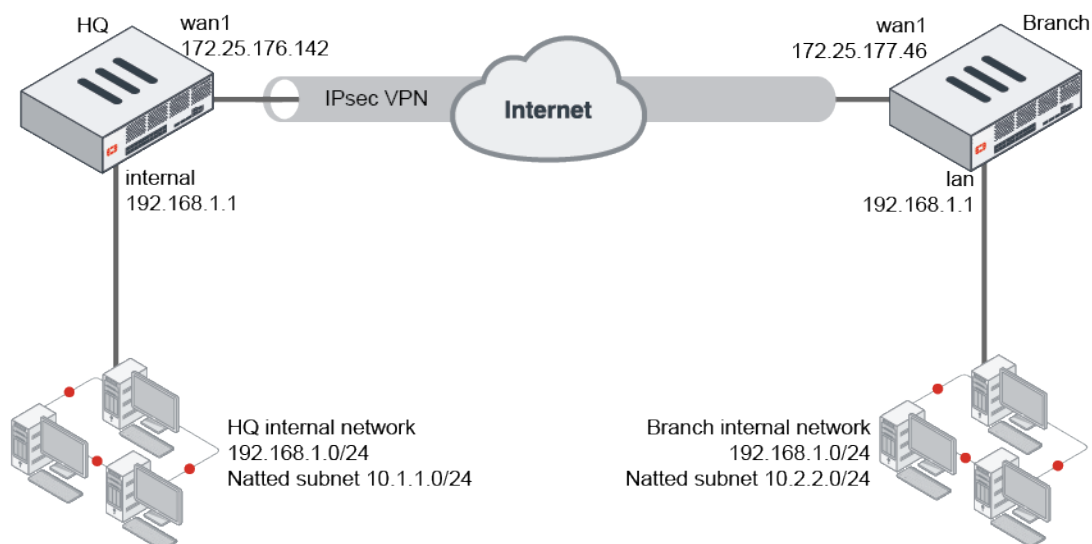 HQ
wan1
172.25.176.142
IPsec VPN
Internet
wan1
172.25.177.46
Branch
internal
192.168.1.1
lan
192.168.1.1
HQ internal network
192.168.1.0/24
Natted subnet 10.1.1.0/24
Branch internal network
192.168.1.0/24
Natted subnet 10.2.2.0/24